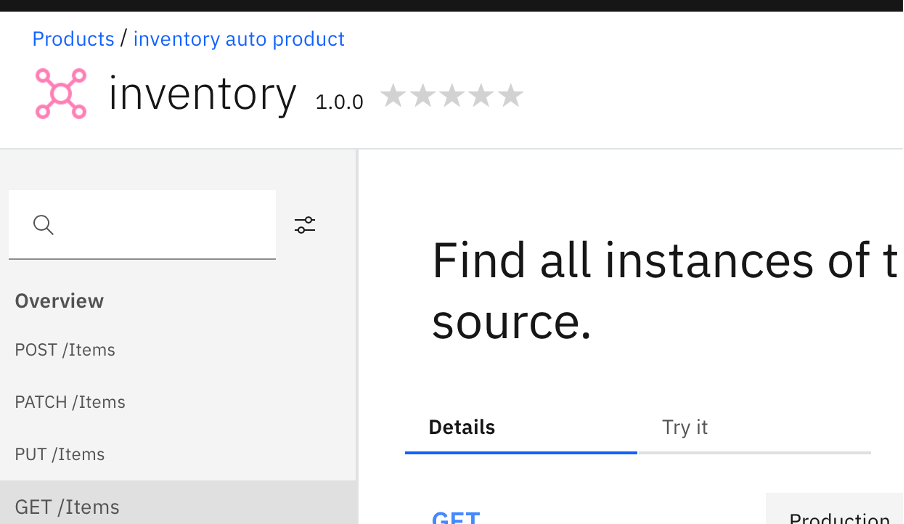 Products / inventory auto product
inventory 1.0.0
Overview
POST /Items
PATCH /Items
PUT /Items
GET /Items
Find all instances of t
source.
Details Try it
GET Production